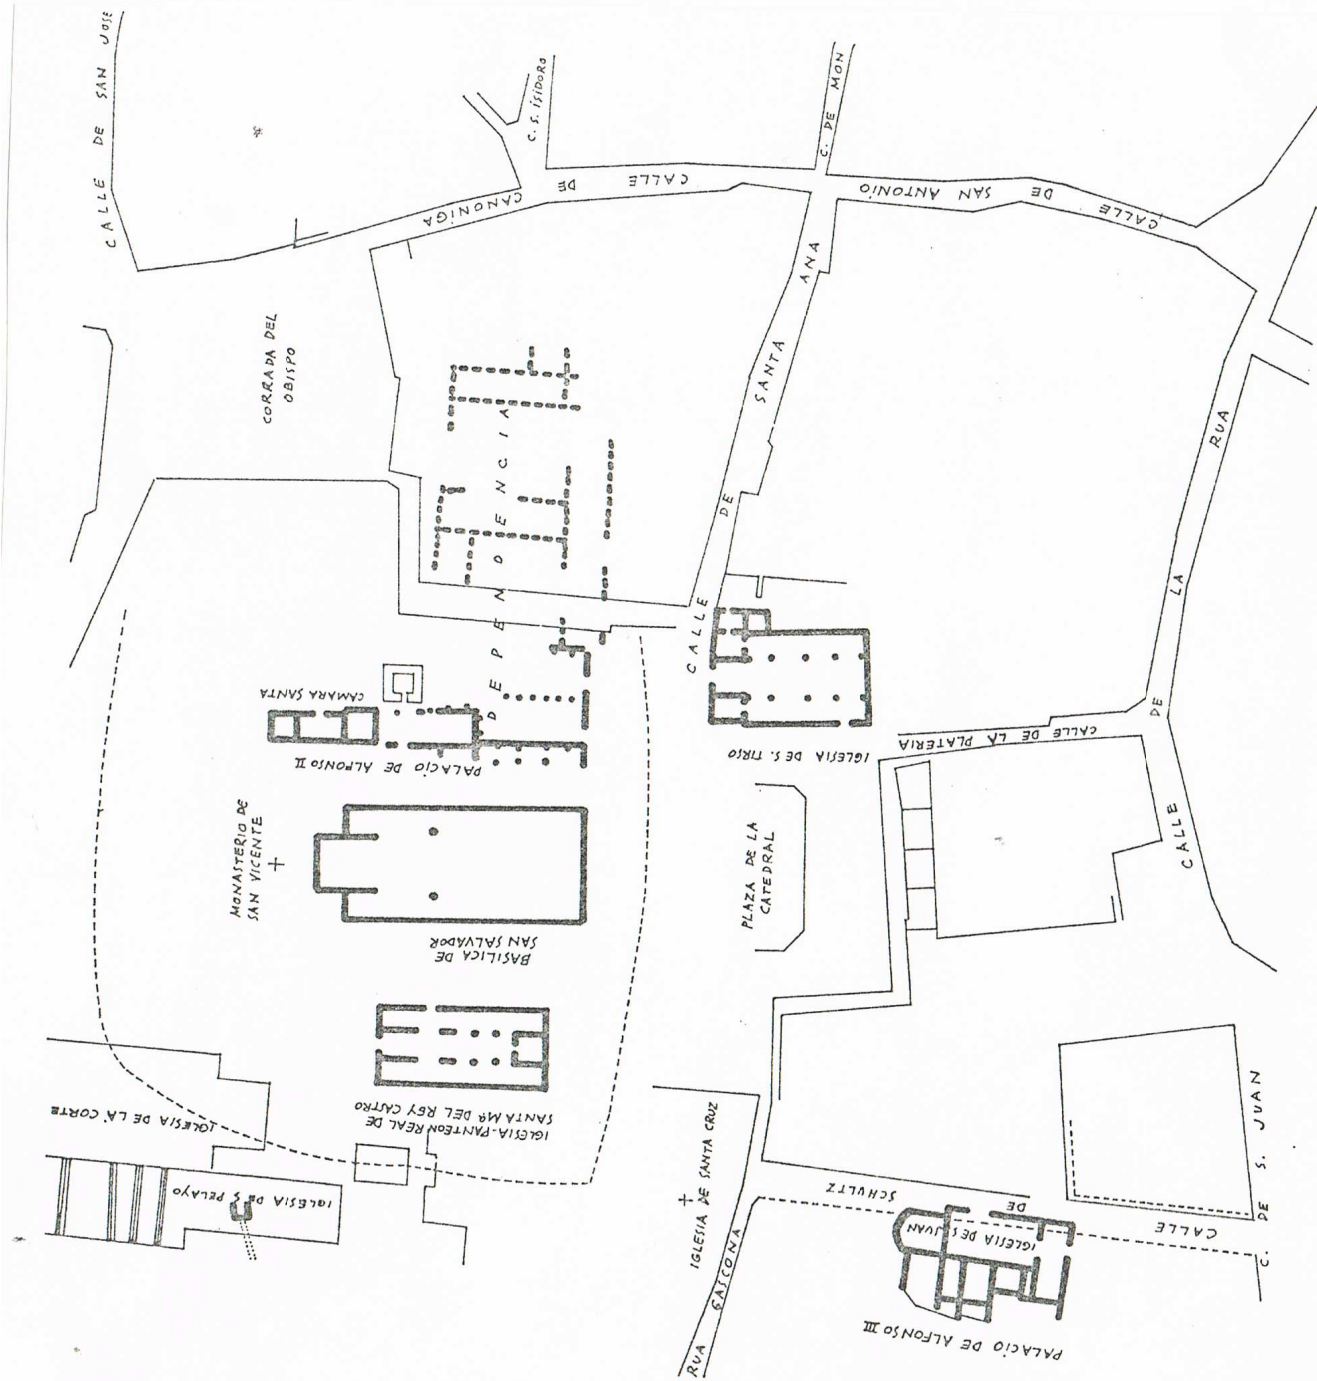 CALLE DE SAN JOSE
C. S. ISIDORO
C. DE MON
CALLE DE CANONIGA
CALLE DE SAN ANTONIO
CORRADA DEL
OBISPO
CALLE DE SANTA ANA
DEPENDENCIA
CALLE DE LA RUA
CAMARA SANTA
PALACIO DE ALFONSO II
IGLESIA DE S. TIRSO
CALLE DE LA PLATERIA
MONASTERIO DE
SAN VICENTE
PLAZA DE LA
CATEDRAL
BASILICA DE
SAN SALVADOR
IGLESIA-PANTEON REAL DE
SANTA Mª DEL REY CASTRO
IGLESIA DE LA CORTE
IGLESIA DE S PELAYO
IGLESIA DE SANTA CRUZ
RUA GASCONA
CALLE DE SCHULTZ
C. DE S. JUAN
IGLESIA DE S JUAN
PALACIO DE ALFONSO III